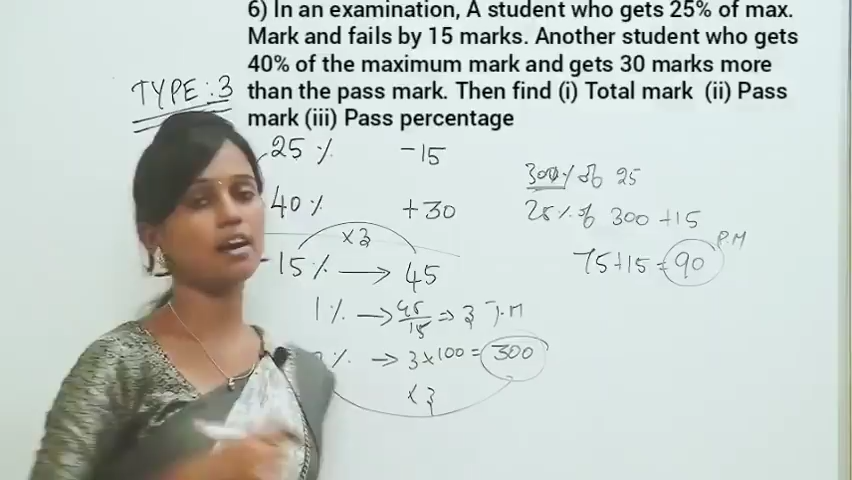 6) In an examination, A student who gets 25% of max.
Mark and fails by 15 marks. Another student who gets
40% of the maximum mark and gets 30 marks more
than the pass mark. Then find (i) Total mark (ii) Pass
mark (iii) Pass percentage
TYPE : 3
25 % -15
40 % +30
×3
-15% → 45
1% → 45/15 ⇒ 3 T.M
% → 3×100 = 300
×3
300% of 25
25% of 300 +15
P.M
75+15 = 90